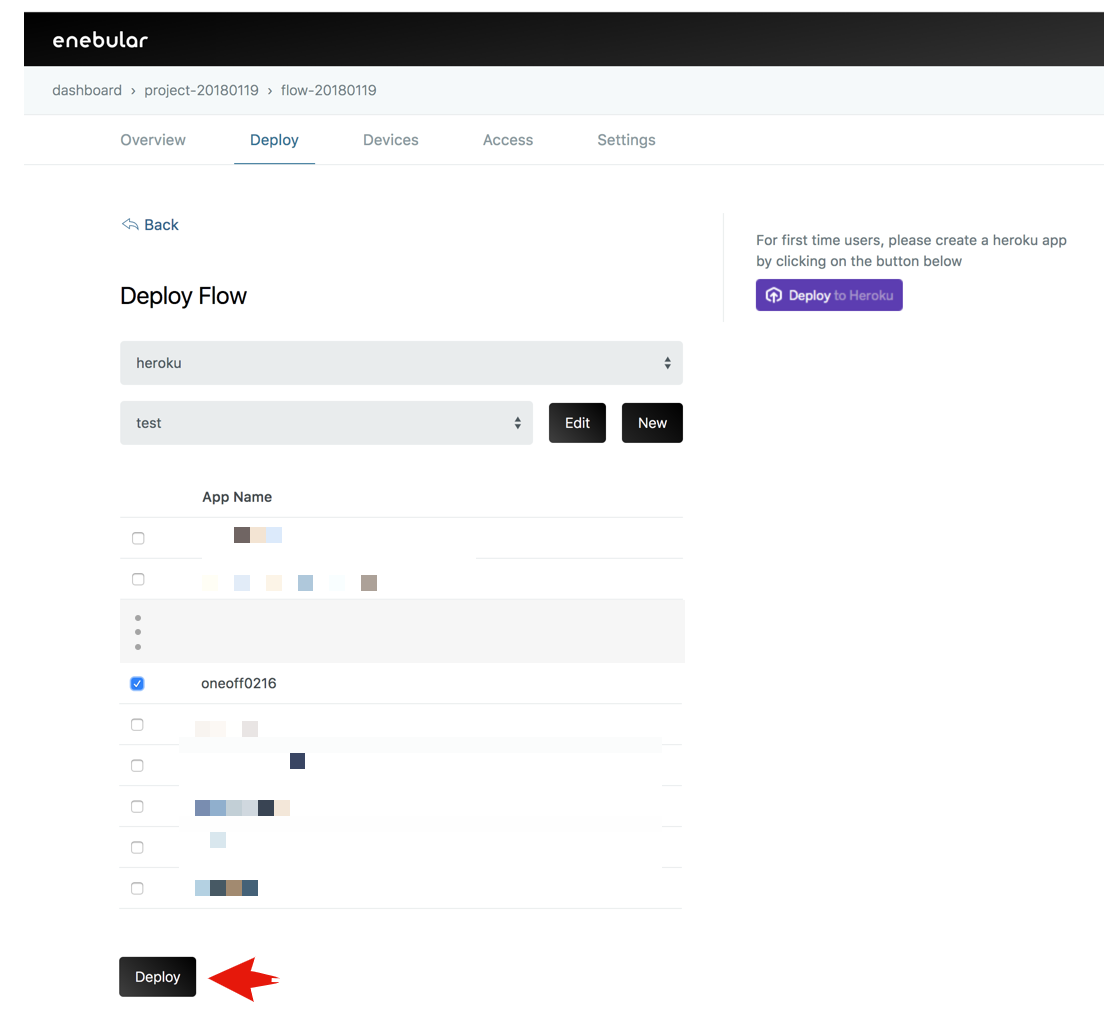 enebular
dashboard › project-20180119 › flow-20180119
Overview Deploy Devices Access Settings
Back
For first time users, please create a heroku app
by clicking on the button below
Deploy to Heroku
Deploy Flow
heroku
test Edit New
App Name
oneoff0216
Deploy